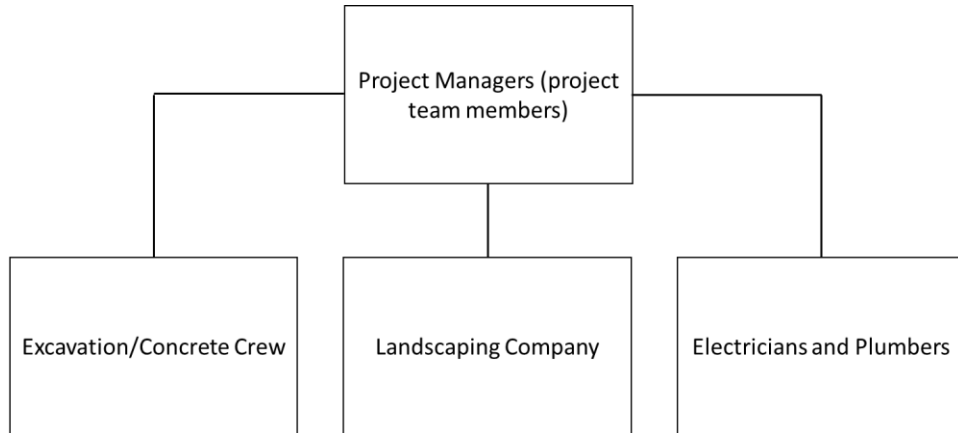 Project Managers (project
team members)
Excavation/Concrete Crew
Landscaping Company
Electricians and Plumbers